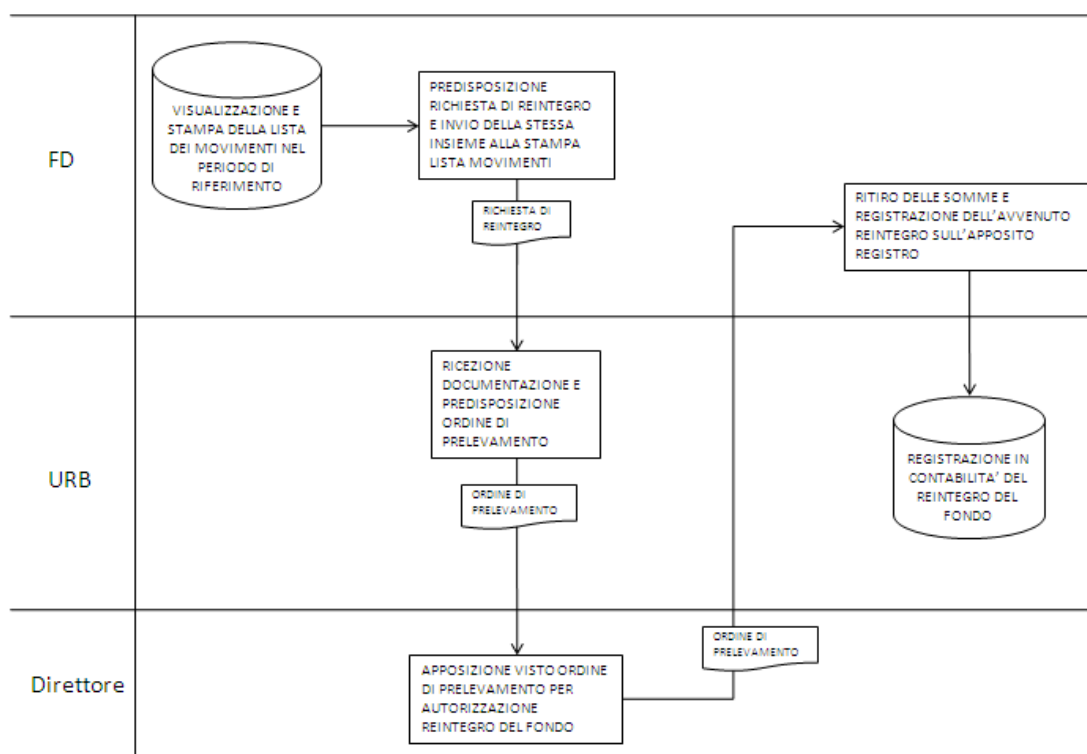 FD
VISUALIZZAZIONE E
STAMPA DELLA LISTA
DEI MOVIMENTI NEL
PERIODO DI
RIFERIMENTO
PREDISPOSIZIONE
RICHIESTA DI REINTEGRO
E INVIO DELLA STESSA
INSIEME ALLA STAMPA
LISTA MOVIMENTI
RICHIESTA DI
REINTEGRO
RITIRO DELLE SOMME E
REGISTRAZIONE DELL'AVVENUTO
REINTEGRO SULL'APPOSITO
REGISTRO
URB
RICEZIONE
DOCUMENTAZIONE E
PREDISPOSIZIONE
ORDINE DI
PRELEVAMENTO
ORDINE DI
PRELEVAMENTO
REGISTRAZIONE IN
CONTABILITA' DEL
REINTEGRO DEL
FONDO
Direttore
APPOSIZIONE VISTO ORDINE
DI PRELEVAMENTO PER
AUTORIZZAZIONE
REINTEGRO DEL FONDO
ORDINE DI
PRELEVAMENTO